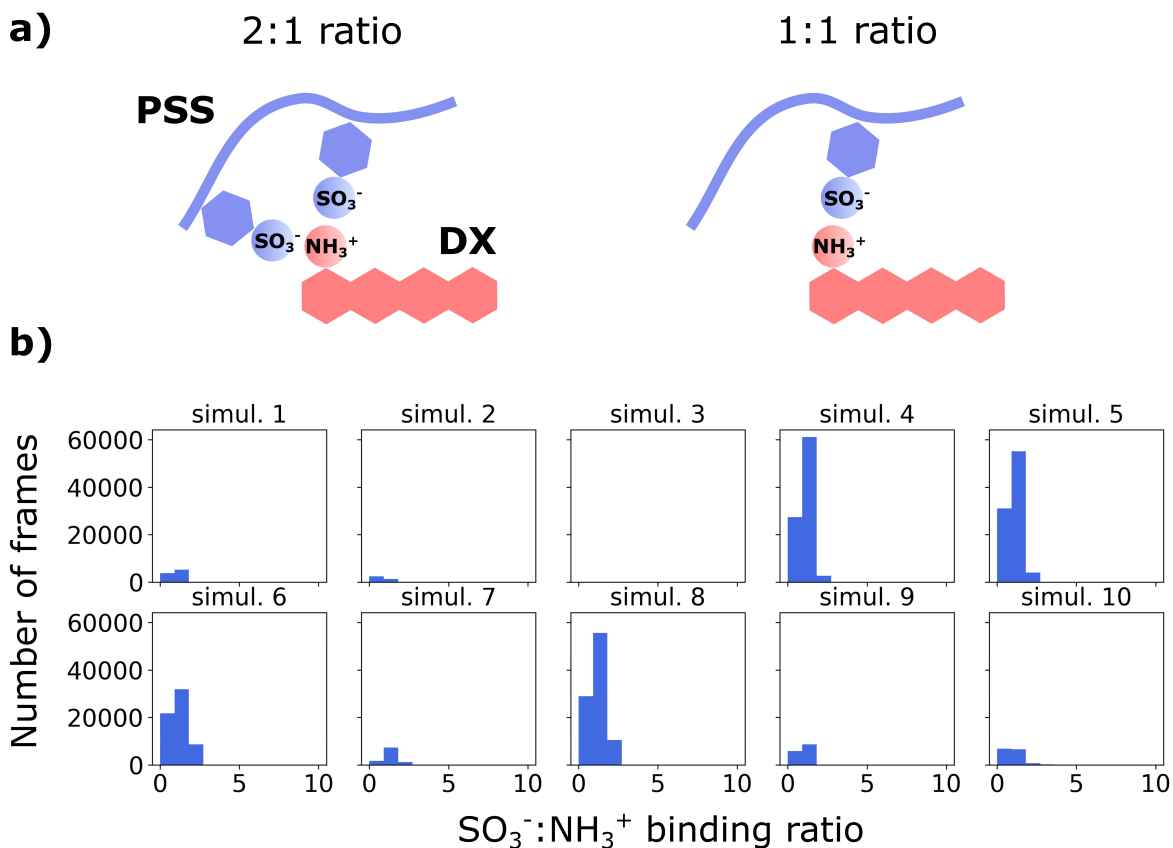 a)
2:1 ratio
1:1 ratio
PSS
SO₃⁻
SO₃⁻
SO₃⁻ NH₃⁺
NH₃⁺
DX
b)
simul. 1
simul. 2
simul. 3
simul. 4
simul. 5
60000
40000
20000
0
simul. 6
simul. 7
simul. 8
simul. 9
simul. 10
60000
40000
20000
0
0 5 10
0 5 10
0 5 10
0 5 10
0 5 10
Number of frames
SO₃⁻:NH₃⁺ binding ratio